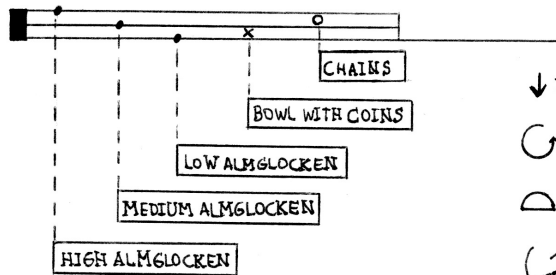 CHAINS
BOWL WITH COINS
LOW ALMGLOCKEN
MEDIUM ALMGLOCKEN
HIGH ALMGLOCKEN